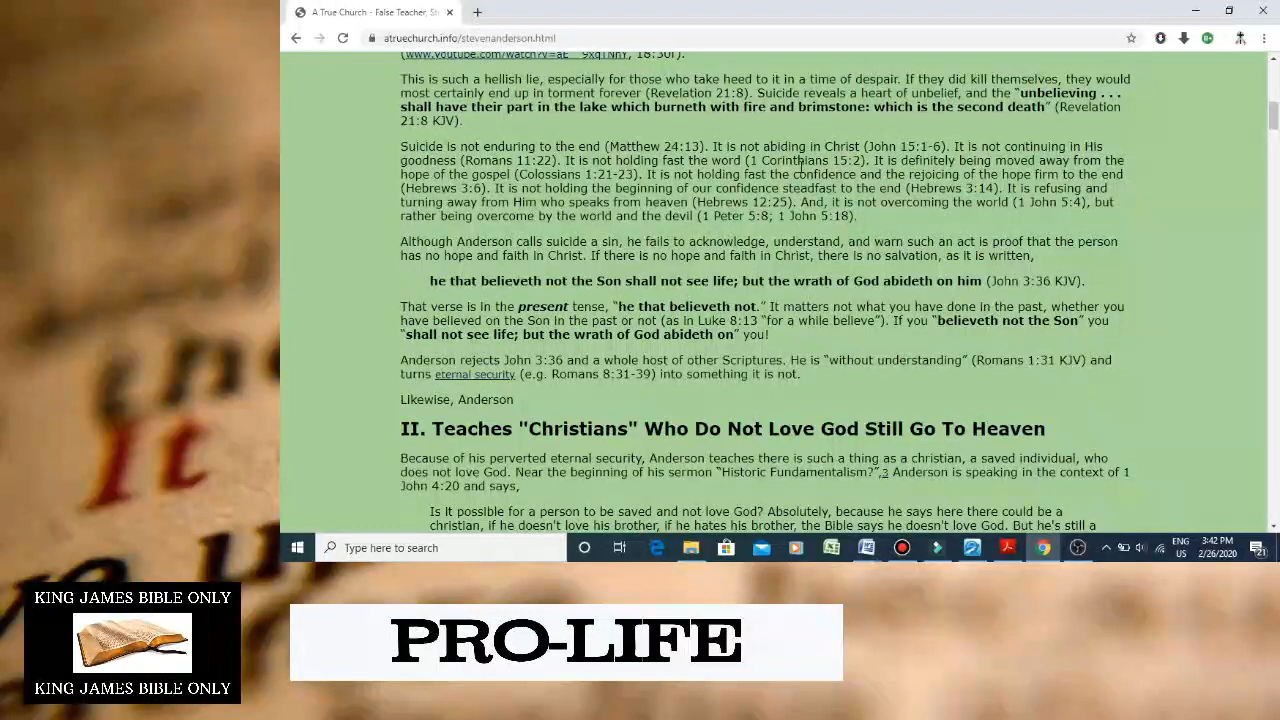 A True Church - False Teacher, St
atruechurch.info/stevenanderson.html
(www.youtube.com/watch?v=aE__9xqTNhY, 18:30f).
This is such a hellish lie, especially for those who take heed to it in a time of despair. If they did kill themselves, they would
most certainly end up in torment forever (Revelation 21:8). Suicide reveals a heart of unbelief, and the “unbelieving . . .
shall have their part in the lake which burneth with fire and brimstone: which is the second death” (Revelation
21:8 KJV).
Suicide is not enduring to the end (Matthew 24:13). It is not abiding in Christ (John 15:1-6). It is not continuing in His
goodness (Romans 11:22). It is not holding fast the word (1 Corinthians 15:2). It is definitely being moved away from the
hope of the gospel (Colossians 1:21-23). It is not holding fast the confidence and the rejoicing of the hope firm to the end
(Hebrews 3:6). It is not holding the beginning of our confidence steadfast to the end (Hebrews 3:14). It is refusing and
turning away from Him who speaks from heaven (Hebrews 12:25). And, it is not overcoming the world (1 John 5:4), but
rather being overcome by the world and the devil (1 Peter 5:8; 1 John 5:18).
Although Anderson calls suicide a sin, he fails to acknowledge, understand, and warn such an act is proof that the person
has no hope and faith in Christ. If there is no hope and faith in Christ, there is no salvation, as it is written,
he that believeth not the Son shall not see life; but the wrath of God abideth on him (John 3:36 KJV).
That verse is in the present tense, “he that believeth not.” It matters not what you have done in the past, whether you
have believed on the Son in the past or not (as in Luke 8:13 “for a while believe”). If you “believeth not the Son” you
“shall not see life; but the wrath of God abideth on” you!
Anderson rejects John 3:36 and a whole host of other Scriptures. He is “without understanding” (Romans 1:31 KJV) and
turns eternal security (e.g. Romans 8:31-39) into something it is not.
Likewise, Anderson
II. Teaches "Christians" Who Do Not Love God Still Go To Heaven
Because of his perverted eternal security, Anderson teaches there is such a thing as a christian, a saved individual, who
does not love God. Near the beginning of his sermon “Historic Fundamentalism?”,3 Anderson is speaking in the context of 1
John 4:20 and says,
Is it possible for a person to be saved and not love God? Absolutely, because he says here there could be a
christian, if he doesn't love his brother, if he hates his brother, the Bible says he doesn't love God. But he's still a
Type here to search
ENG
US
3:42 PM
2/26/2020
21
It
KING JAMES BIBLE ONLY
KING JAMES BIBLE ONLY
PRO-LIFE